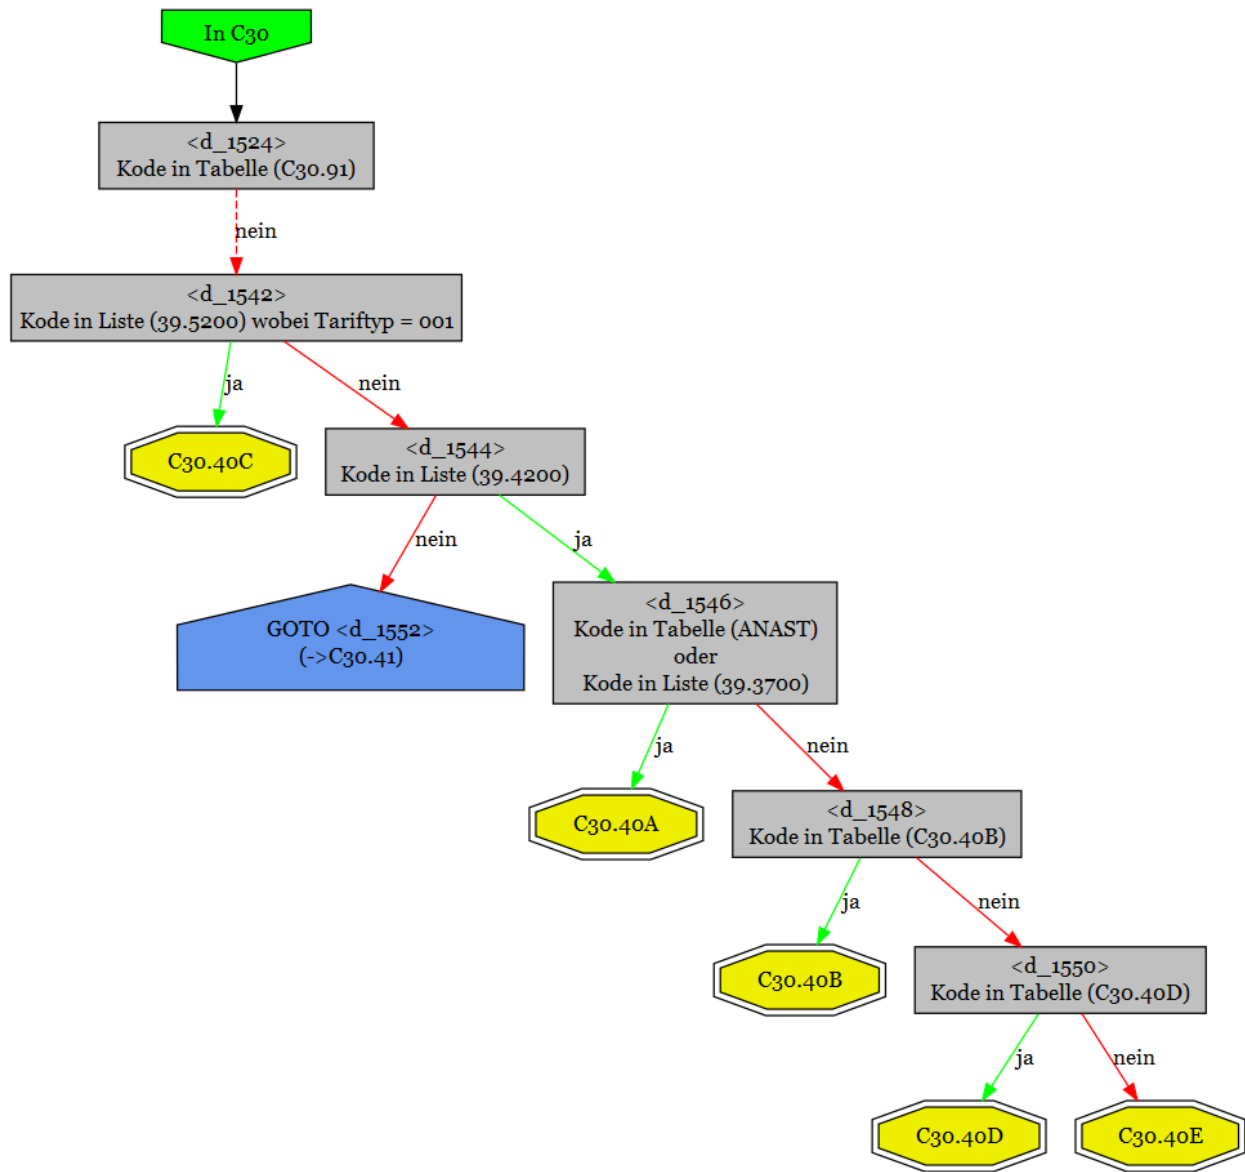 In C30
<d_1524>
Kode in Tabelle (C30.91)
nein
<d_1542>
Kode in Liste (39.5200) wobei Tariftyp = 001
ja
nein
C30.40C
<d_1544>
Kode in Liste (39.4200)
nein
ja
GOTO <d_1552>
(->C30.41)
<d_1546>
Kode in Tabelle (ANAST)
oder
Kode in Liste (39.3700)
ja
nein
C30.40A
<d_1548>
Kode in Tabelle (C30.40B)
ja
nein
C30.40B
<d_1550>
Kode in Tabelle (C30.40D)
ja
nein
C30.40D
C30.40E